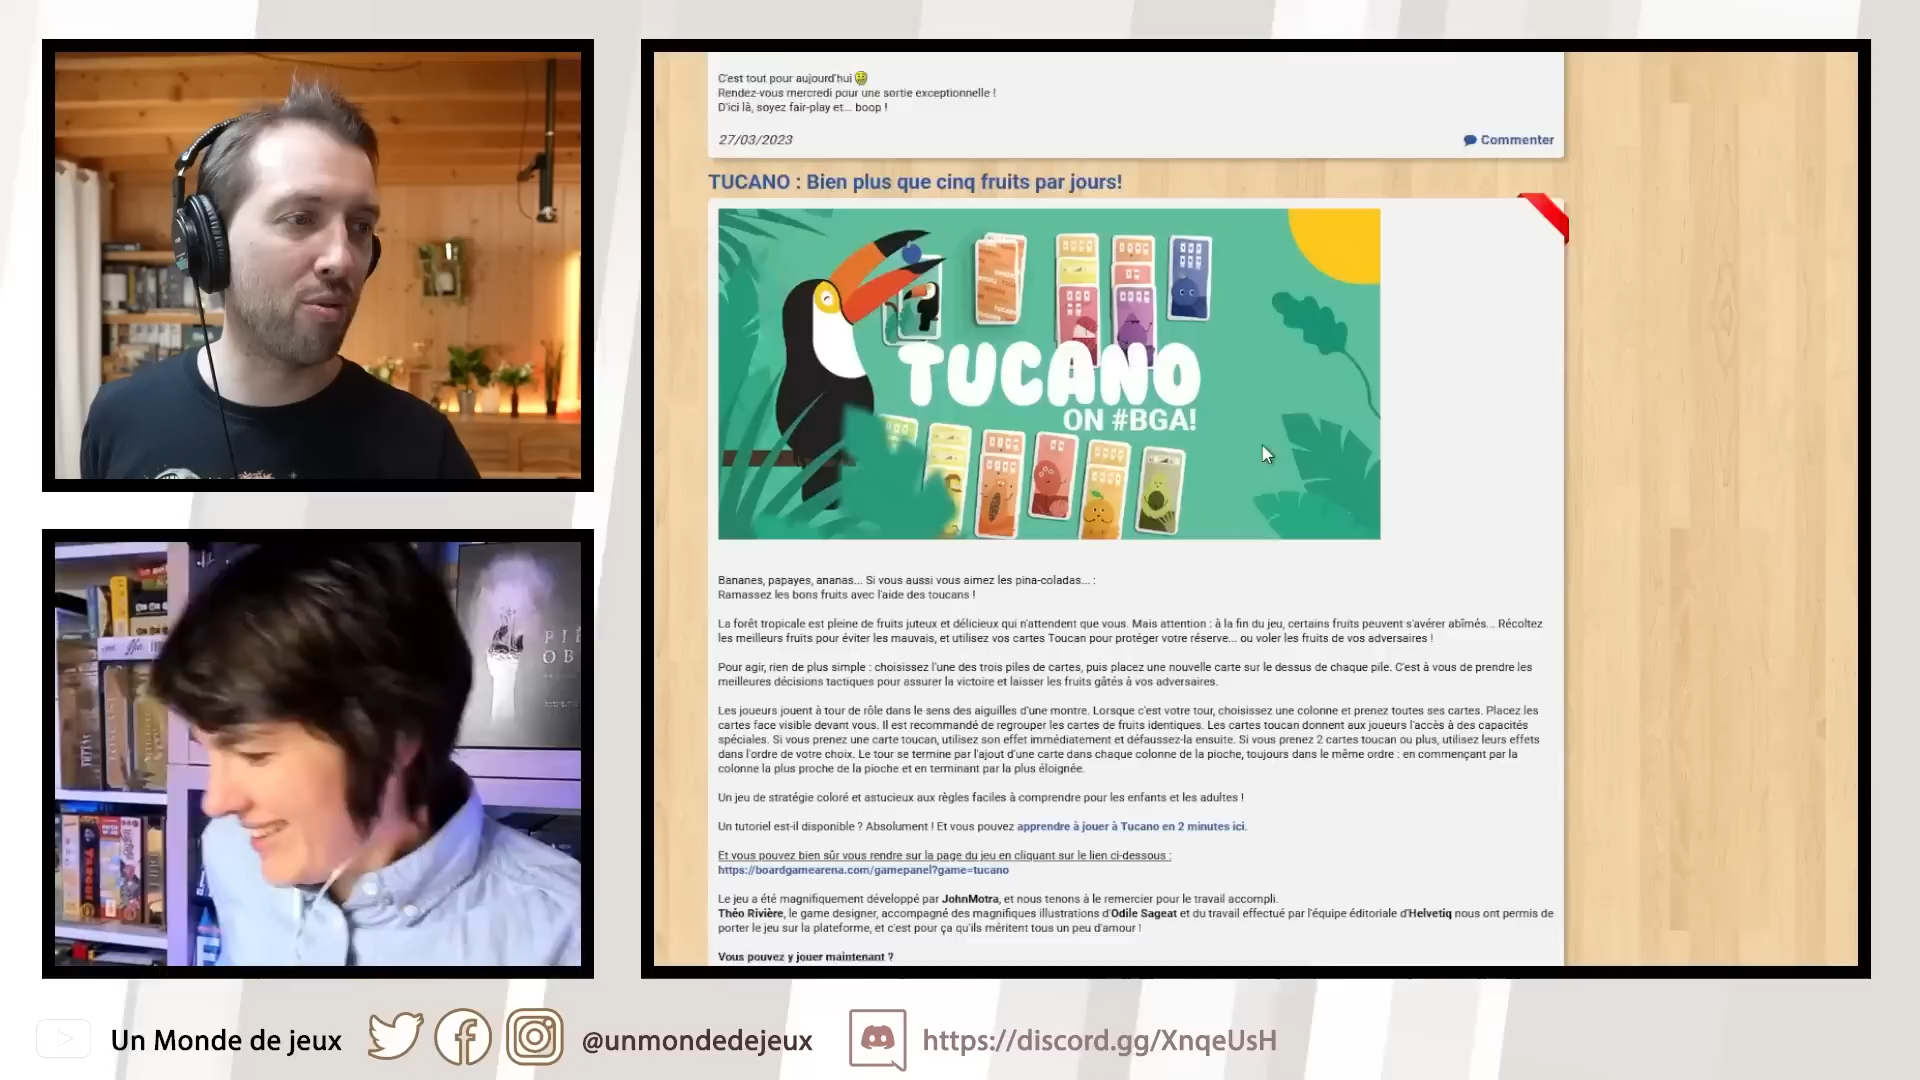 C'est tout pour aujourd'hui
Rendez-vous mercredi pour une sortie exceptionnelle !
D'ici là, soyez fair-play et... boop !
27/03/2023
Commenter
TUCANO : Bien plus que cinq fruits par jours!
TUCANO
ON #BGA!
Bananes, papayes, ananas... Si vous aussi vous aimez les pina-coladas... :
Ramassez les bons fruits avec l'aide des toucans !
La forêt tropicale est pleine de fruits juteux et délicieux qui n'attendent que vous. Mais attention : à la fin du jeu, certains fruits peuvent s'avérer abîmés... Récoltez
les meilleurs fruits pour éviter les mauvais, et utilisez vos cartes Toucan pour protéger votre réserve... ou voler les fruits de vos adversaires !
Pour agir, rien de plus simple : choisissez l'une des trois piles de cartes, puis placez une nouvelle carte sur le dessus de chaque pile. C'est à vous de prendre les
meilleures décisions tactiques pour assurer la victoire et laisser les fruits gâtés à vos adversaires.
Les joueurs jouent à tour de rôle dans le sens des aiguilles d'une montre. Lorsque c'est votre tour, choisissez une colonne et prenez toutes ses cartes. Placez les
cartes face visible devant vous. Il est recommandé de regrouper les cartes de fruits identiques. Les cartes toucan donnent aux joueurs l'accès à des capacités
spéciales. Si vous prenez une carte toucan, utilisez son effet immédiatement et défaussez-la ensuite. Si vous prenez 2 cartes toucan ou plus, utilisez leurs effets
dans l'ordre de votre choix. Le tour se termine par l'ajout d'une carte dans chaque colonne de la pioche, toujours dans le même ordre : en commençant par la
colonne la plus proche de la pioche et en terminant par la plus éloignée.
Un jeu de stratégie coloré et astucieux aux règles faciles à comprendre pour les enfants et les adultes !
Un tutoriel est-il disponible ? Absolument ! Et vous pouvez apprendre à jouer à Tucano en 2 minutes ici.
Et vous pouvez bien sûr vous rendre sur la page du jeu en cliquant sur le lien ci-dessous :
https://boardgamearena.com/gamepanel?game=tucano
Le jeu a été magnifiquement développé par JohnMotra, et nous tenons à le remercier pour le travail accompli.
Théo Rivière, le game designer, accompagné des magnifiques illustrations d'Odile Sageat et du travail effectué par l'équipe éditoriale d'Helvetiq nous ont permis de
porter le jeu sur la plateforme, et c'est pour ça qu'ils méritent tous un peu d'amour !
Vous pouvez y jouer maintenant ?
Un Monde de jeux
@unmondedejeux
https://discord.gg/XnqeUsH